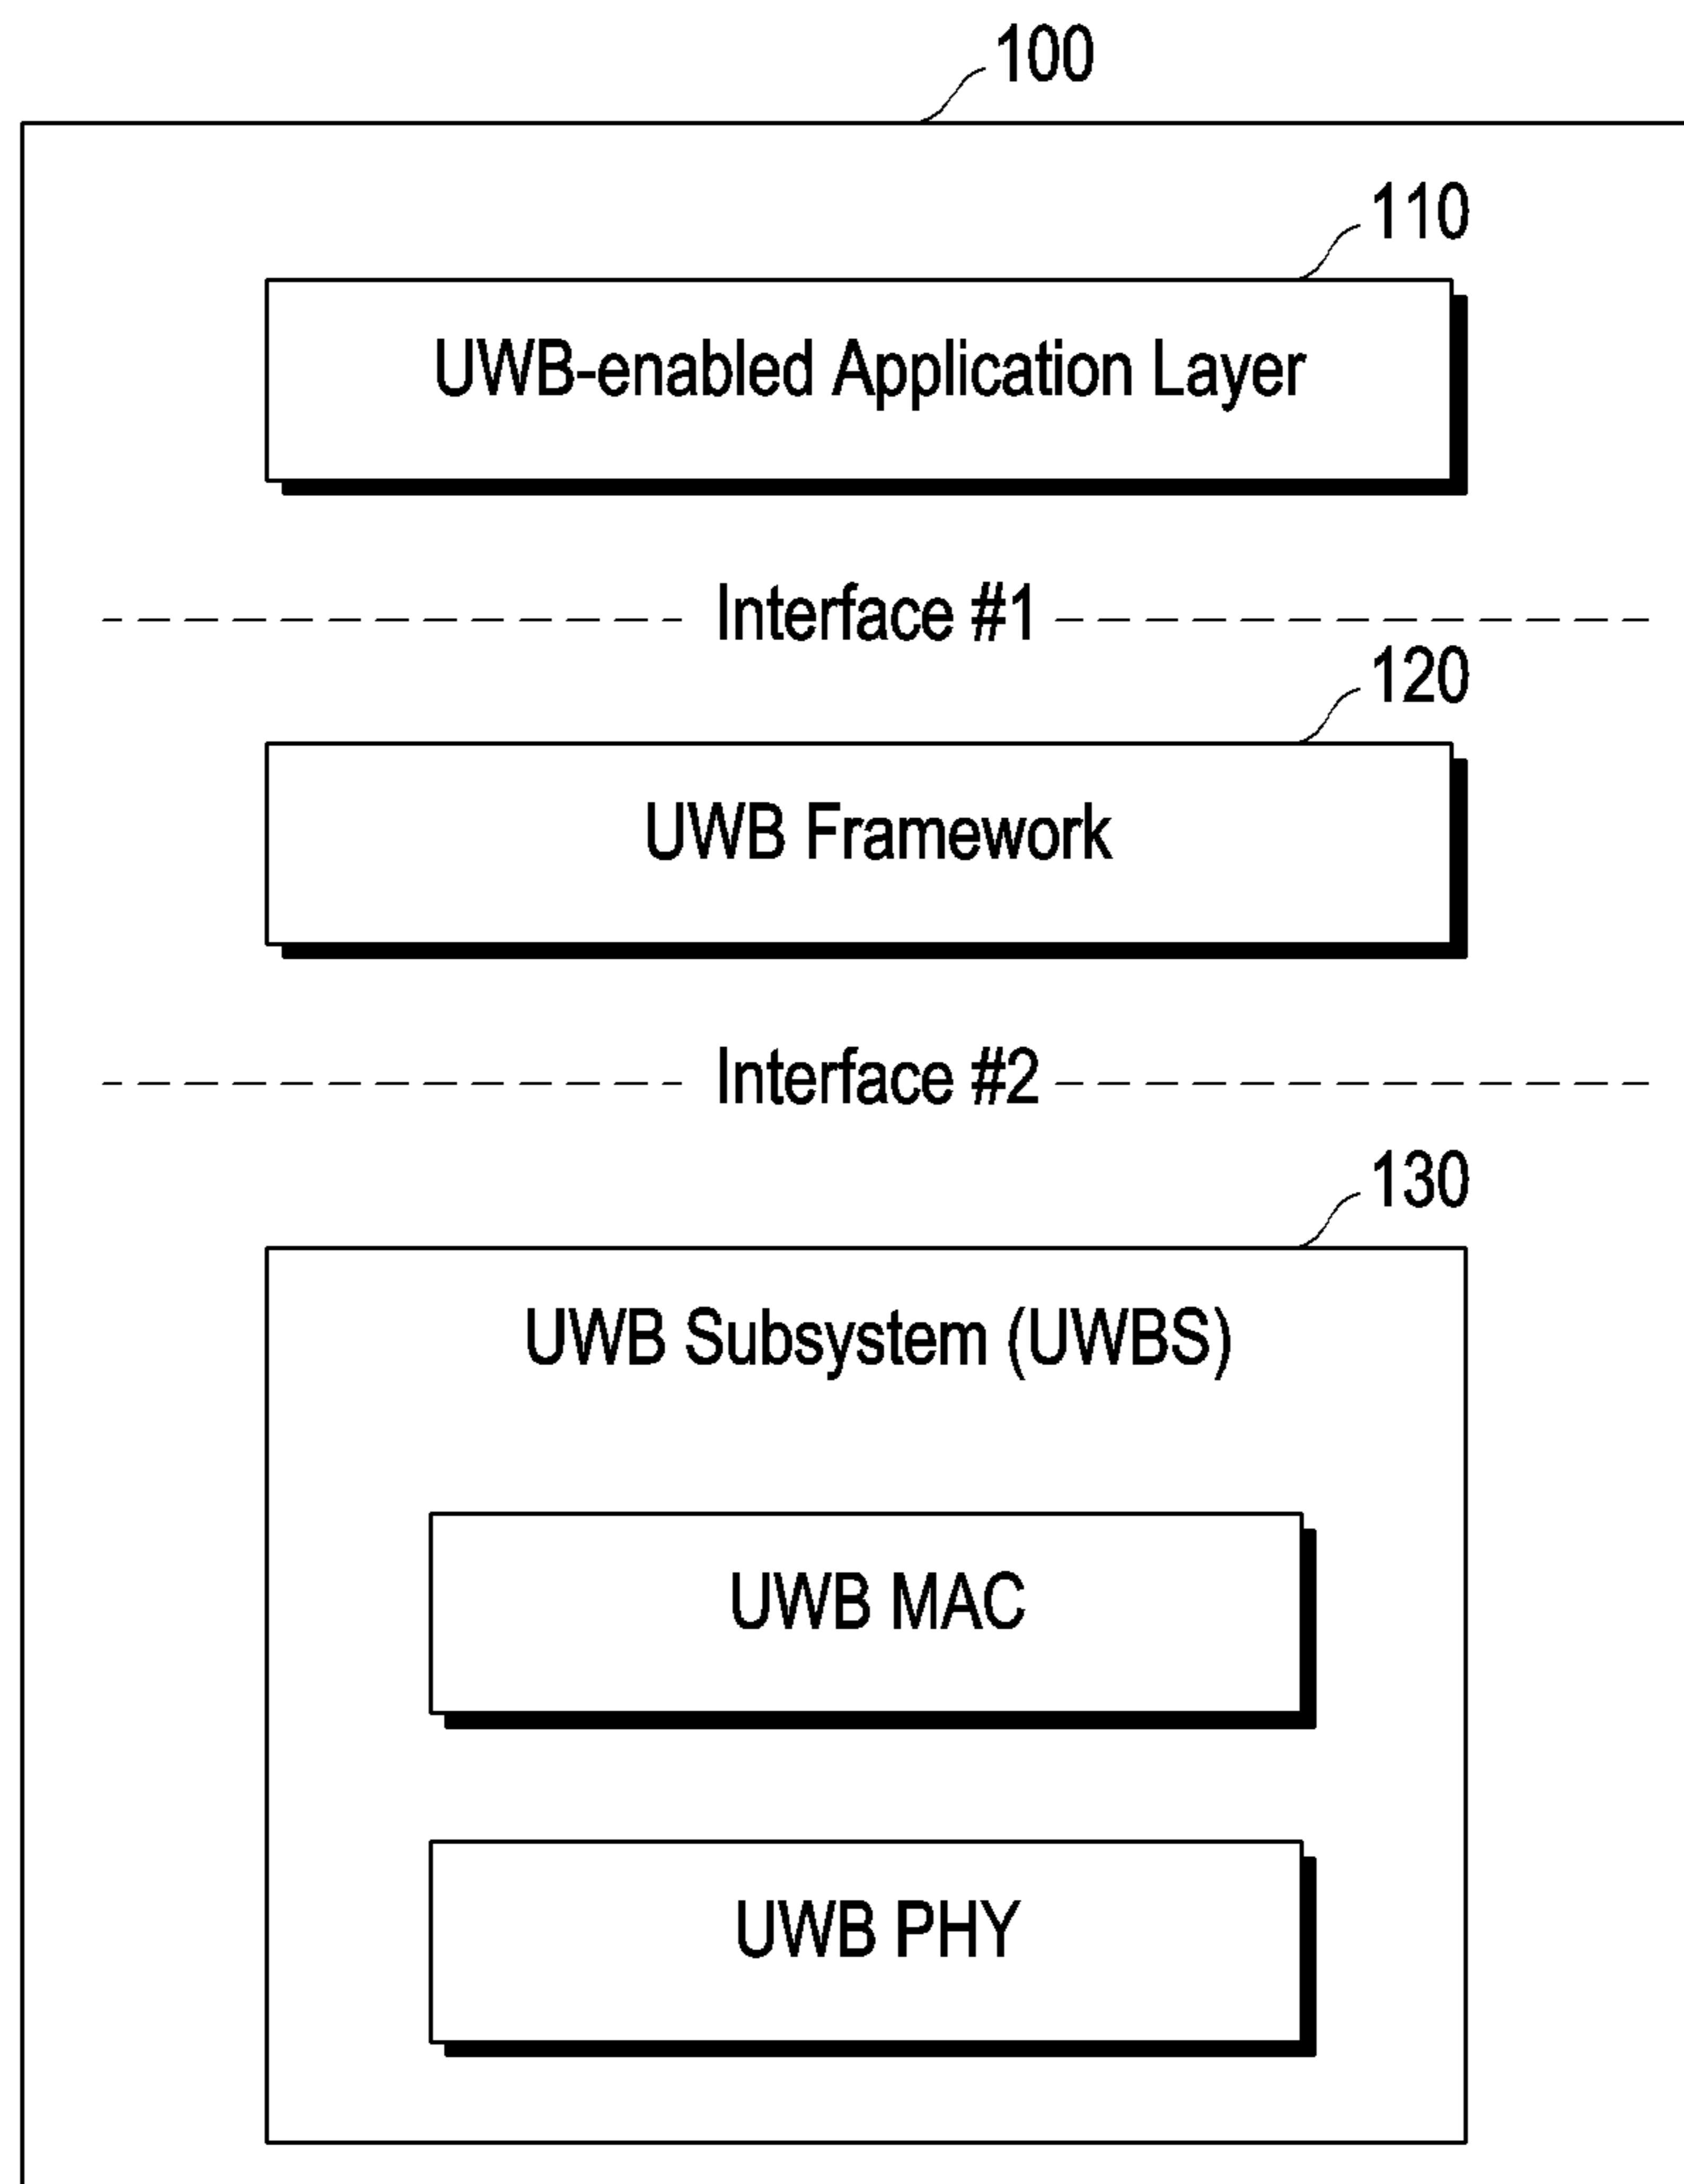 100
110
UWB-enabled Application Layer
Interface #1
120
UWB Framework
Interface #2
130
UWB Subsystem (UWBS)
UWB MAC
UWB PHY